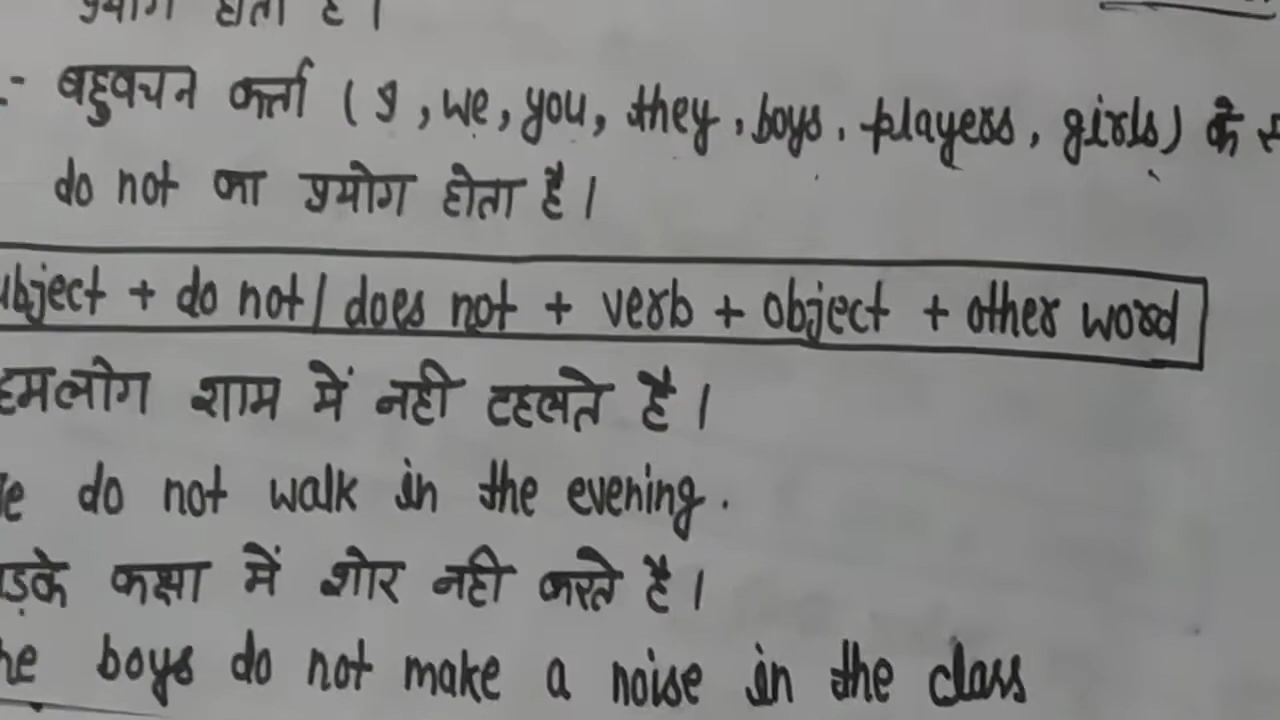 प्रयोग होता है।
:- बहुवचन कर्त्ता ( I , we, you, they, boys, players, girls) के
do not का प्रयोग होता है।
ubject + do not / does not + verb + object + other word
हमलोग शाम में नही टहलते है।
e do not walk in the evening.
ड़के कक्षा में शोर नही करते है।
he boys do not make a noise in the class